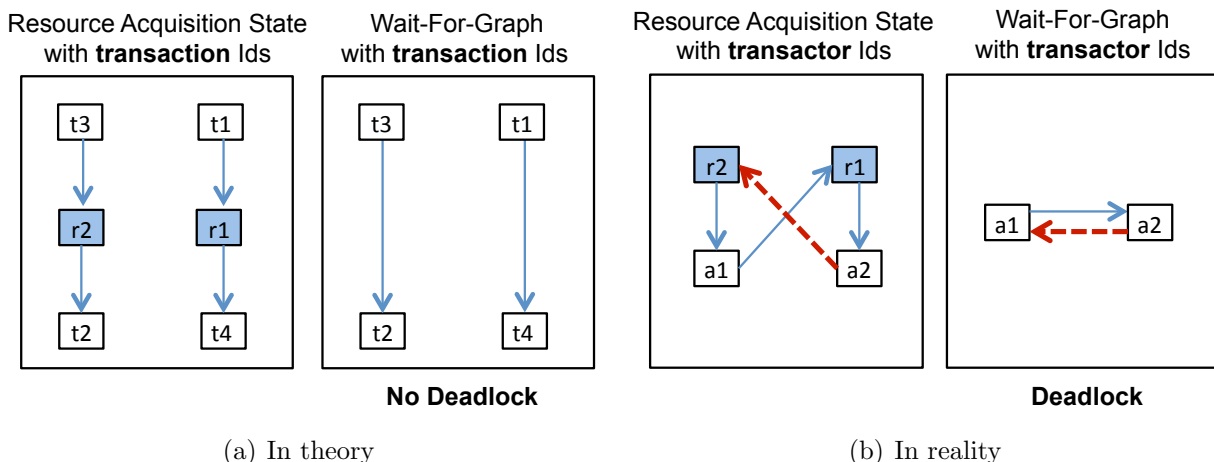 Resource Acquisition State
with transaction Ids
t3
t1
r2
r1
t2
t4
Wait-For-Graph
with transaction Ids
t3
t1
t2
t4
No Deadlock
(a) In theory
Resource Acquisition State
with transactor Ids
r2
r1
a1
a2
Wait-For-Graph
with transactor Ids
a1
a2
Deadlock
(b) In reality